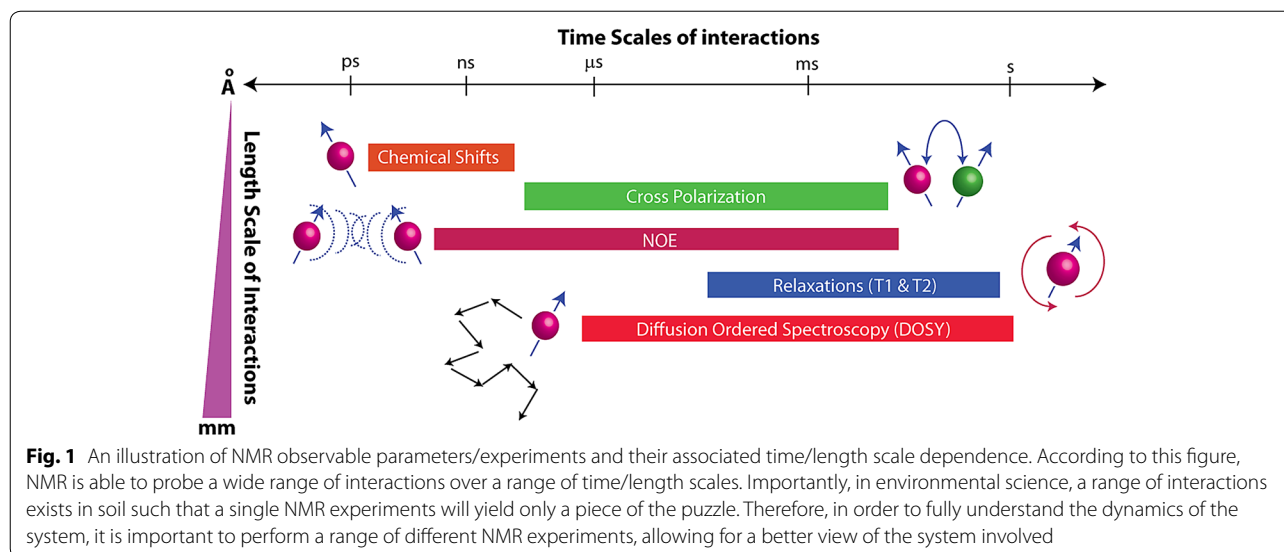 Time Scales of interactions
ps ns μs ms s
Å
Length Scale of Interactions
Chemical Shifts
Cross Polarization
NOE
Relaxations (T1 & T2)
Diffusion Ordered Spectroscopy (DOSY)
mm
Fig. 1 An illustration of NMR observable parameters/experiments and their associated time/length scale dependence. According to this figure,
NMR is able to probe a wide range of interactions over a range of time/length scales. Importantly, in environmental science, a range of interactions
exists in soil such that a single NMR experiments will yield only a piece of the puzzle. Therefore, in order to fully understand the dynamics of the
system, it is important to perform a range of different NMR experiments, allowing for a better view of the system involved